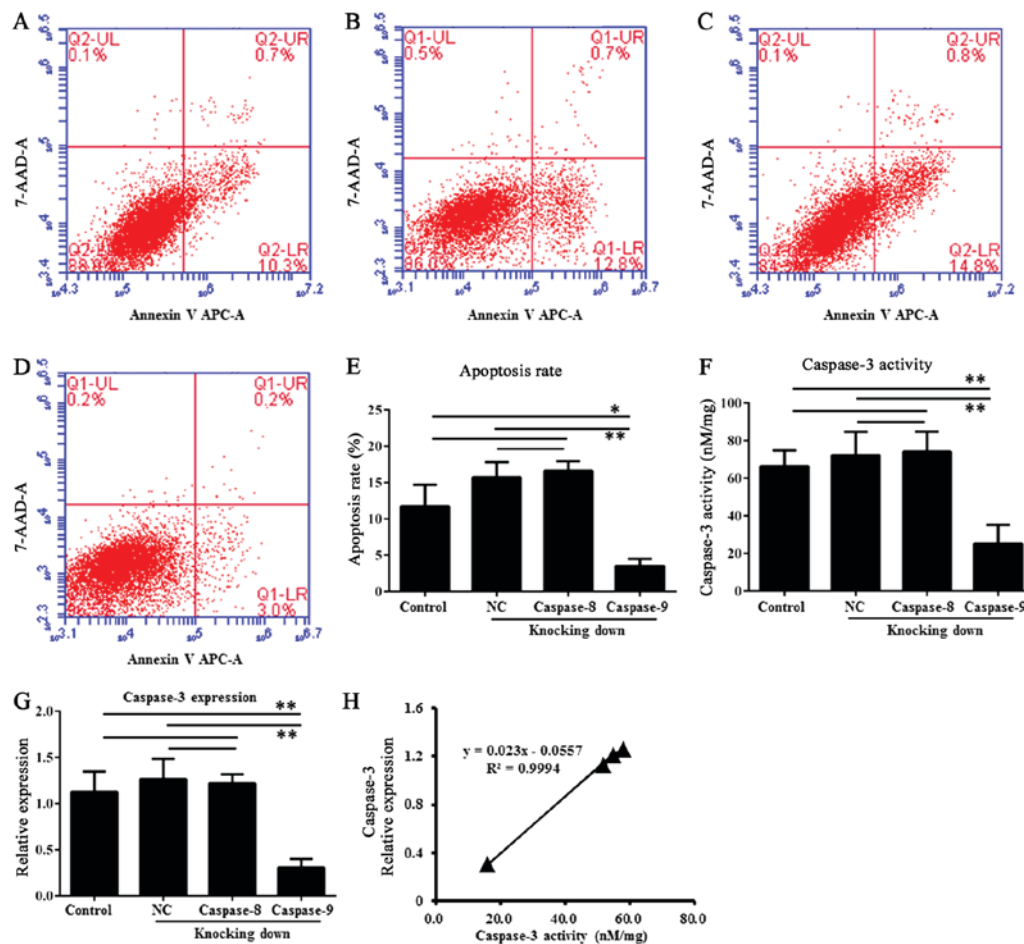 A
Q2-UL
0.1%
Q2-UR
0.7%
Q2-LR
10.3%
7-AAD-A
Annexin V APC-A
B
Q1-UL
0.5%
Q1-UR
0.7%
86.0%
Q1-LR
12.8%
7-AAD-A
Annexin V APC-A
C
Q2-UL
0.1%
Q2-UR
0.8%
Q2-LR
14.8%
7-AAD-A
Annexin V APC-A
D
Q1-UL
0.2%
Q1-UR
0.2%
Q1-LR
3.0%
7-AAD-A
Annexin V APC-A
E
Apoptosis rate
*
**
Apoptosis rate (%)
25
20
15
10
5
0
Control NC Caspase-8 Caspase-9
Knocking down
F
Caspase-3 activity
**
**
Caspase-3 activity (nM/mg)
100
80
60
40
20
0
Control NC Caspase-8 Caspase-9
Knocking down
G
Caspase-3 expression
**
**
Relative expression
2.0
1.5
1.0
0.5
0.0
Control NC Caspase-8 Caspase-9
Knocking down
H
y = 0.023x - 0.0557
R² = 0.9994
Caspase-3
Relative expression
1.6
1.2
0.8
0.4
0.0 20.0 40.0 60.0 80.0
Caspase-3 activity (nM/mg)